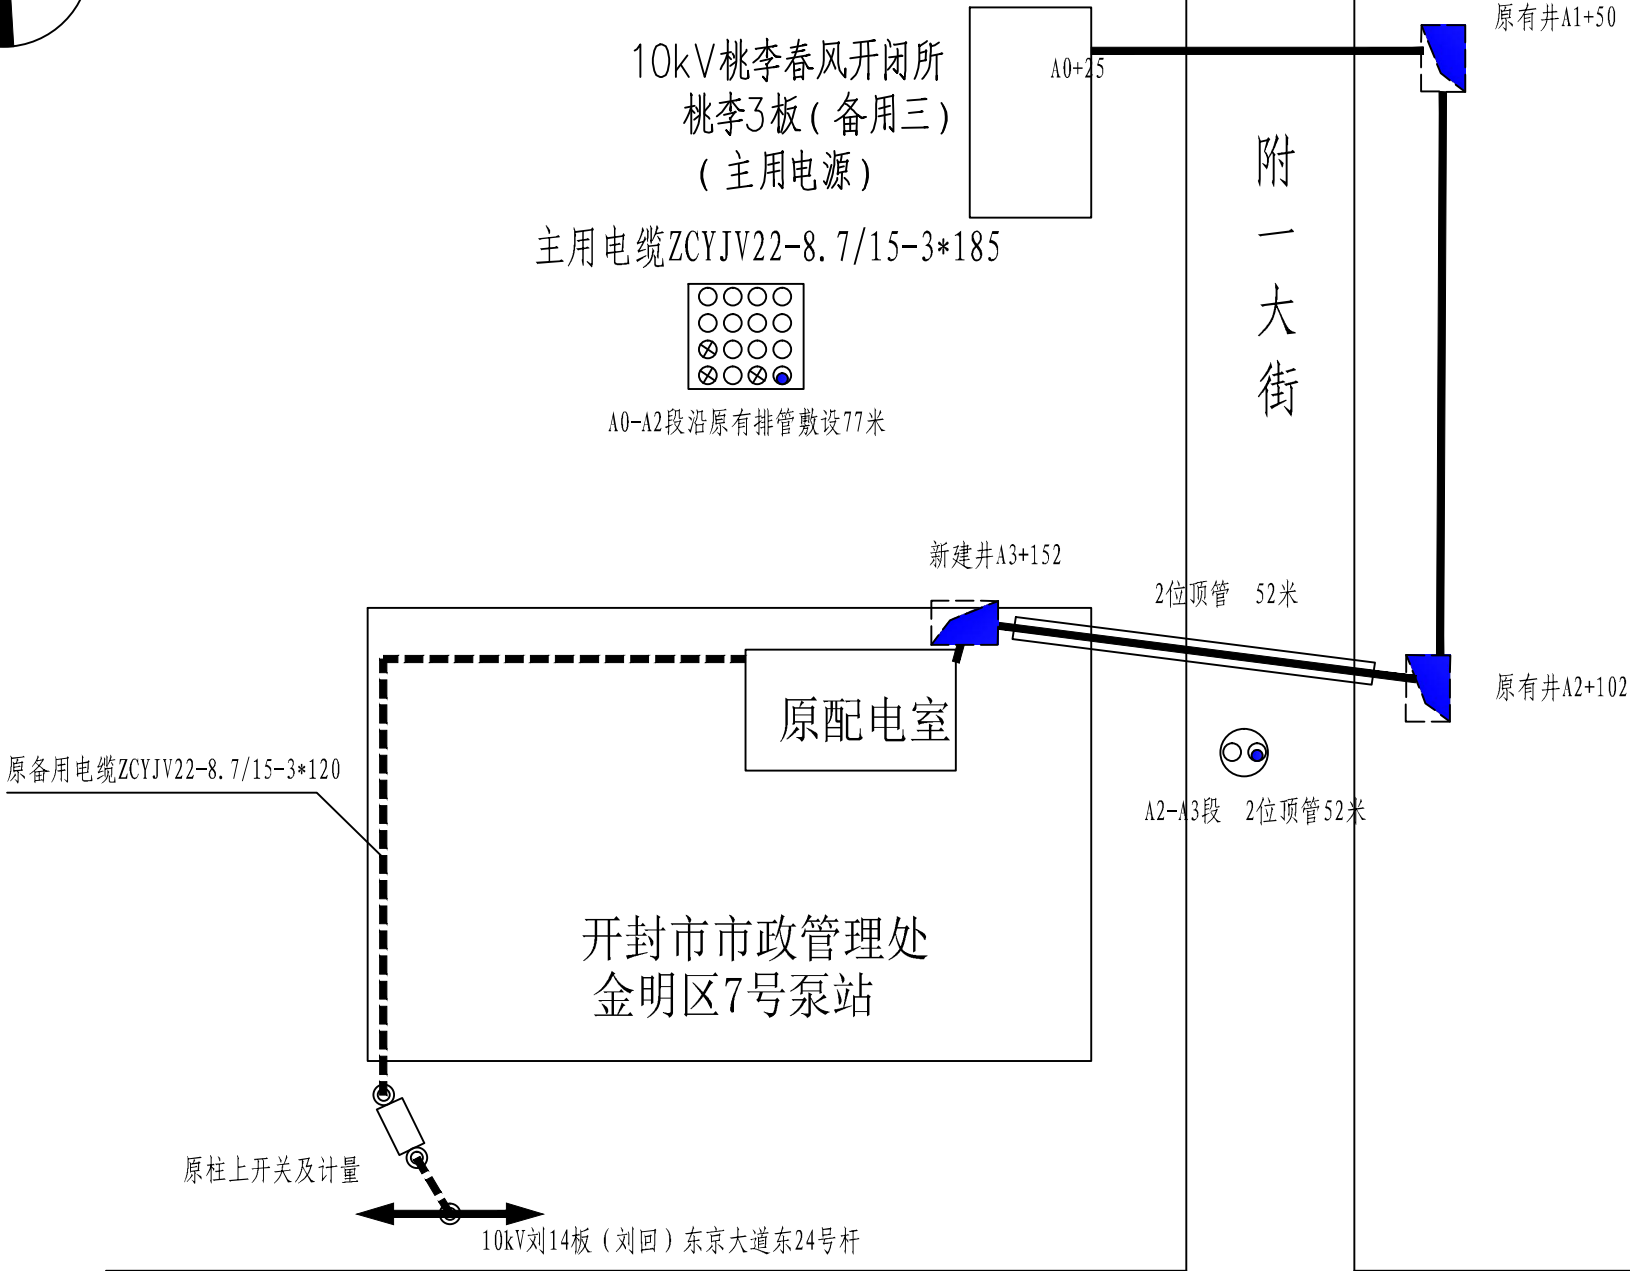 原有井A1+50
10kV桃李春风开闭所
桃李3板(备用三)
(主用电源)
A0+25
附一大街
主用电缆ZCYJV22-8.7/15-3*185
A0-A2段沿原有排管敷设77米
新建井A3+152
2位顶管 52米
原有井A2+102
原配电室
原备用电缆ZCYJV22-8.7/15-3*120
A2-A3段 2位顶管52米
开封市市政管理处
金明区7号泵站
原柱上开关及计量
10kV刘14板(刘回)东京大道东24号杆